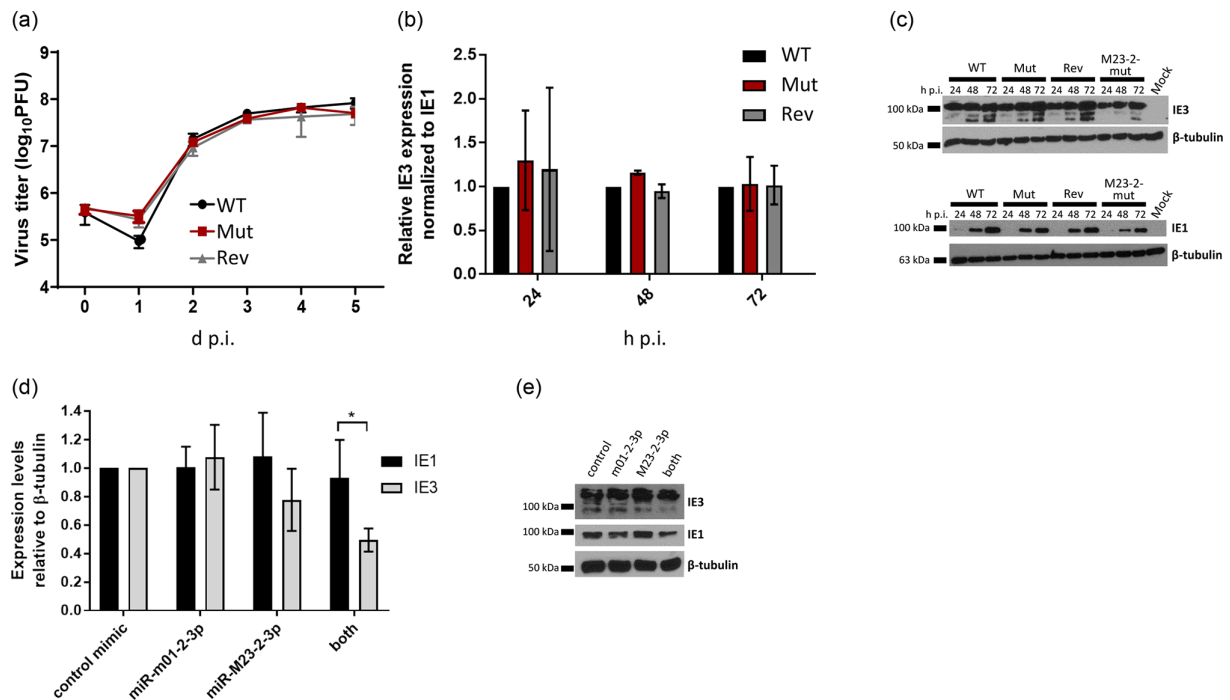 (a)
Virus titer (log10PFU)
9
8
7
6
5
4
0 1 2 3 4 5
d p.i.
WT
Mut
Rev
(b)
Relative IE3 expression
normalized to IE1
2.5
2.0
1.5
1.0
0.5
0.0
24 48 72
h p.i.
WT
Mut
Rev
(c)
WT Mut Rev M23-2-
mut Mock
h p.i. 24 48 72 24 48 72 24 48 72 24 48 72
100 kDa IE3
50 kDa β-tubulin
WT Mut Rev M23-2-
mut Mock
h p.i. 24 48 72 24 48 72 24 48 72 24 48 72
100 kDa IE1
63 kDa β-tubulin
(d)
Expression levels
relative to β-tubulin
1.4
1.2
1.0
0.8
0.6
0.4
0.2
0.0
*
IE1
IE3
control mimic miR-m01-2-3p miR-M23-2-3p both
(e)
control m01-2-3p M23-2-3p both
100 kDa IE3
100 kDa IE1
50 kDa β-tubulin